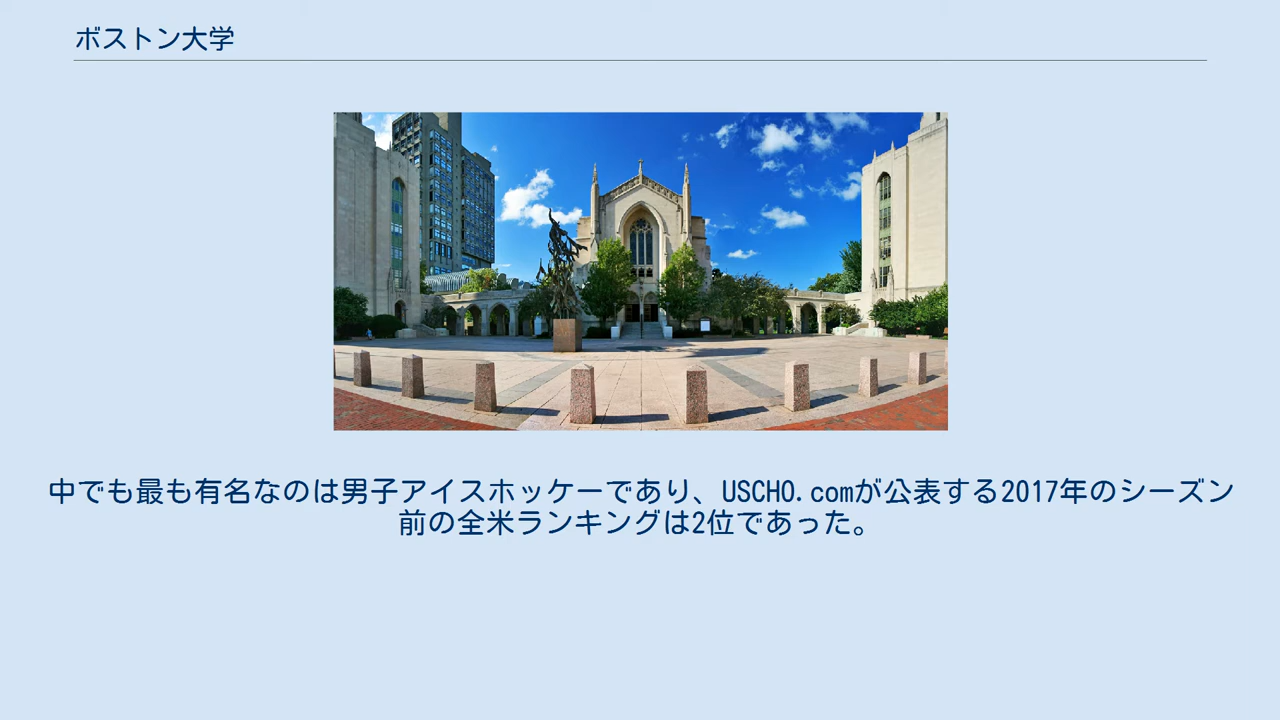 ボストン大学
中でも最も有名なのは男子アイスホッケーであり、USCHO.comが公表する2017年のシーズン
前の全米ランキングは2位であった。